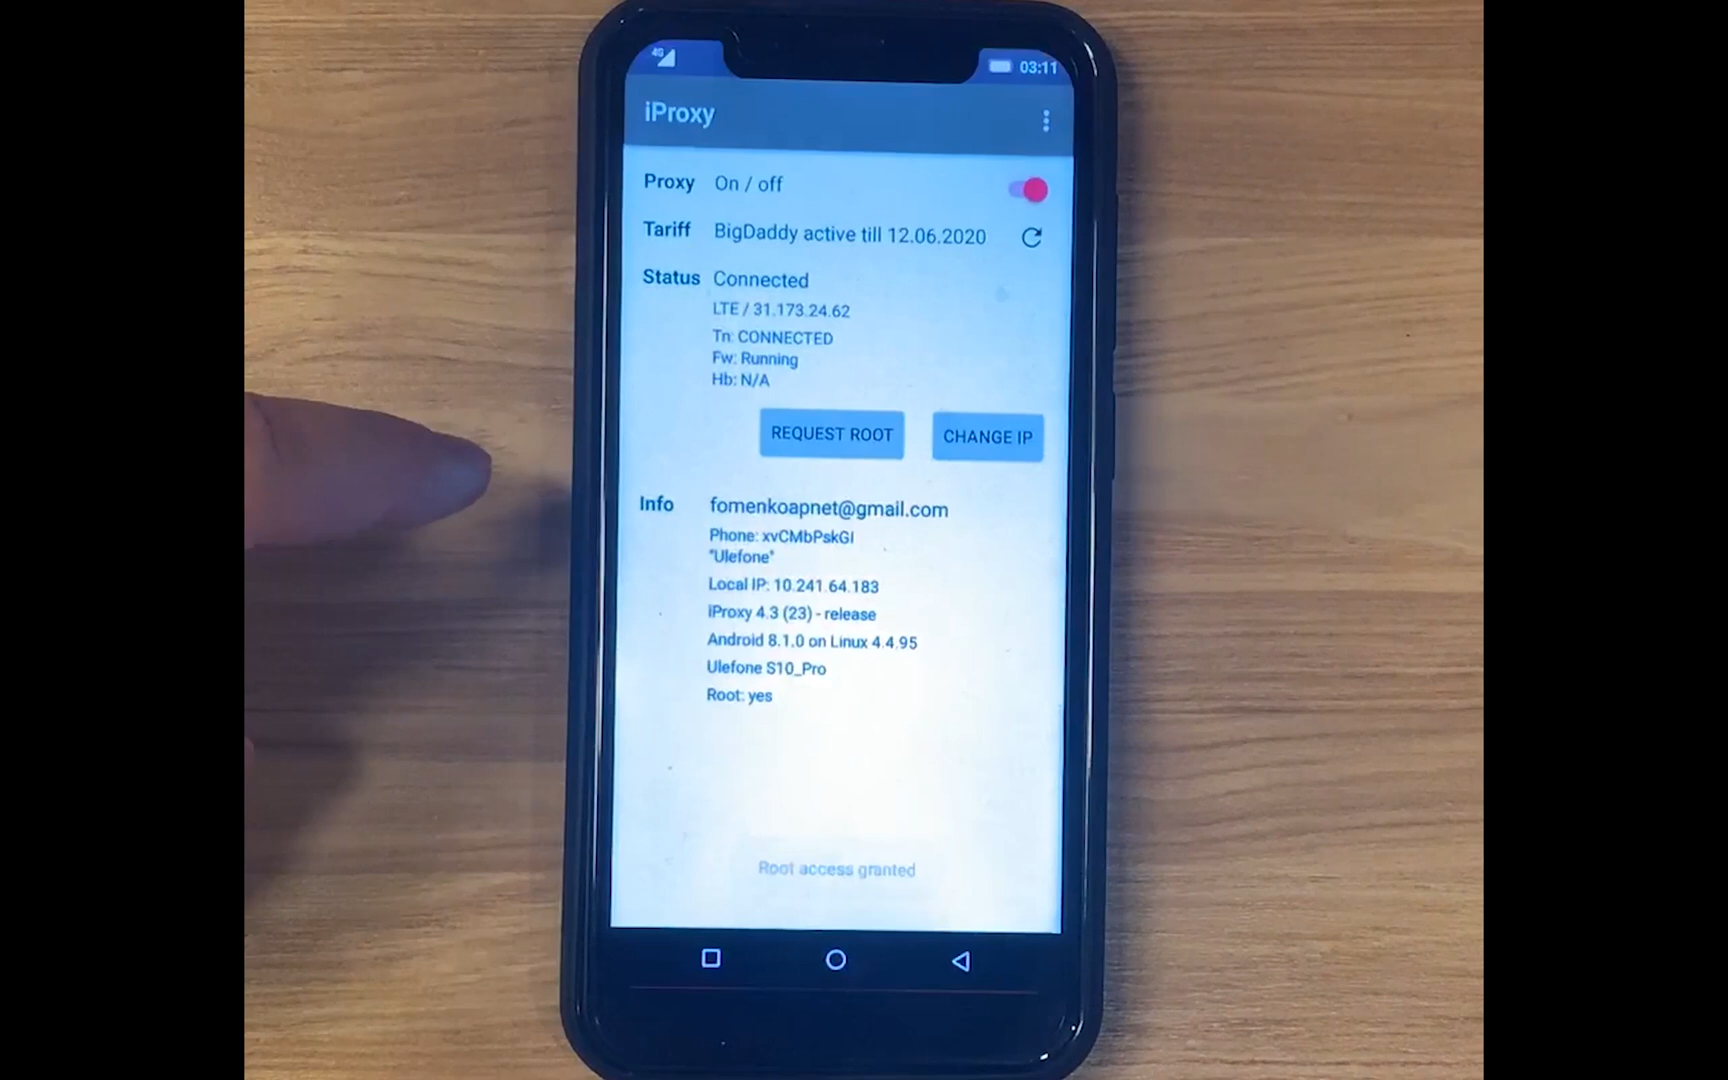 4G
03:11
iProxy
Proxy On / off
Tariff BigDaddy active till 12.06.2020
Status Connected
LTE / 31.173.24.62
Tn: CONNECTED
Fw: Running
Hb: N/A
REQUEST ROOT CHANGE IP
Info fomenkoapnet@gmail.com
Phone: xvCMbPskGI
"Ulefone"
Local IP: 10.241.64.183
iProxy 4.3 (23) - release
Android 8.1.0 on Linux 4.4.95
Ulefone S10_Pro
Root: yes
Root access granted